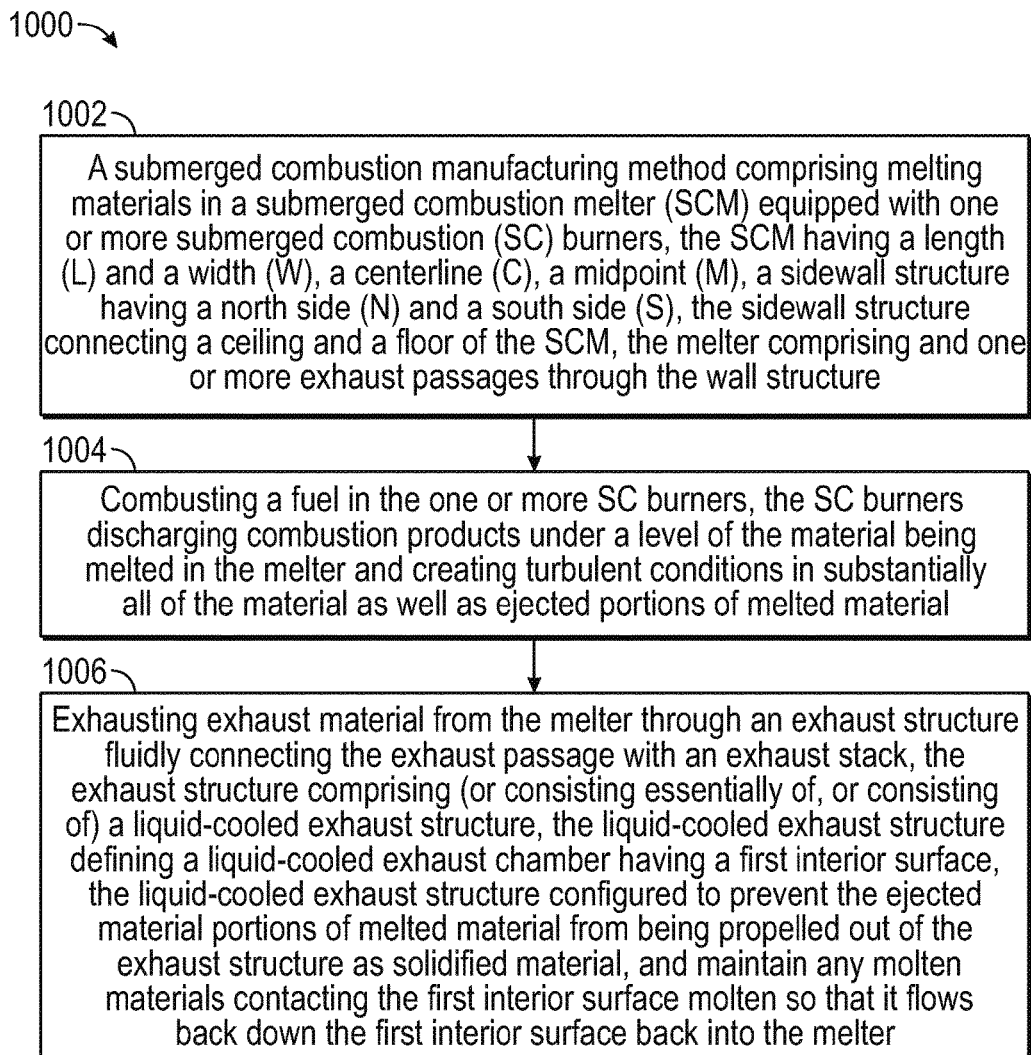 1000
1002
A submerged combustion manufacturing method comprising melting
materials in a submerged combustion melter (SCM) equipped with one
or more submerged combustion (SC) burners, the SCM having a length
(L) and a width (W), a centerline (C), a midpoint (M), a sidewall structure
having a north side (N) and a south side (S), the sidewall structure
connecting a ceiling and a floor of the SCM, the melter comprising and one
or more exhaust passages through the wall structure
1004
Combusting a fuel in the one or more SC burners, the SC burners
discharging combustion products under a level of the material being
melted in the melter and creating turbulent conditions in substantially
all of the material as well as ejected portions of melted material
1006
Exhausting exhaust material from the melter through an exhaust structure
fluidly connecting the exhaust passage with an exhaust stack, the
exhaust structure comprising (or consisting essentially of, or consisting
of) a liquid-cooled exhaust structure, the liquid-cooled exhaust structure
defining a liquid-cooled exhaust chamber having a first interior surface,
the liquid-cooled exhaust structure configured to prevent the ejected
material portions of melted material from being propelled out of the
exhaust structure as solidified material, and maintain any molten
materials contacting the first interior surface molten so that it flows
back down the first interior surface back into the melter